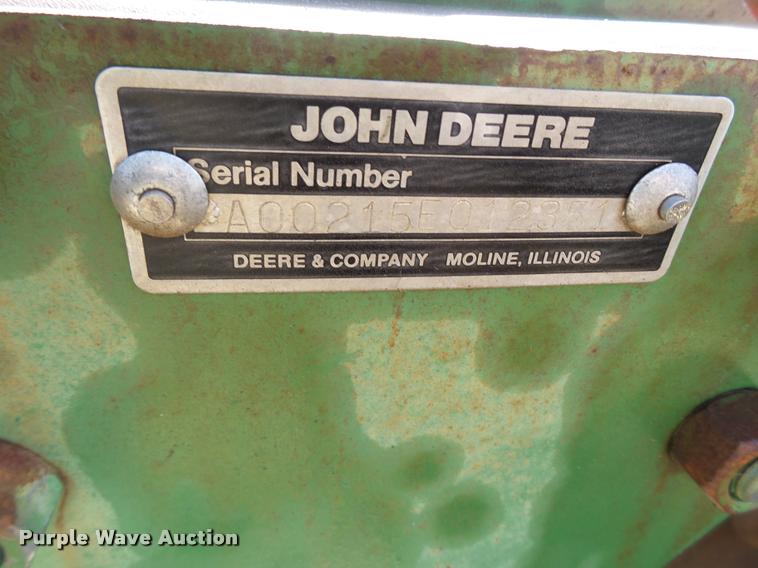 JOHN DEERE
Serial Number
DEERE & COMPANY MOLINE, ILLINOIS
Purple Wave Auction